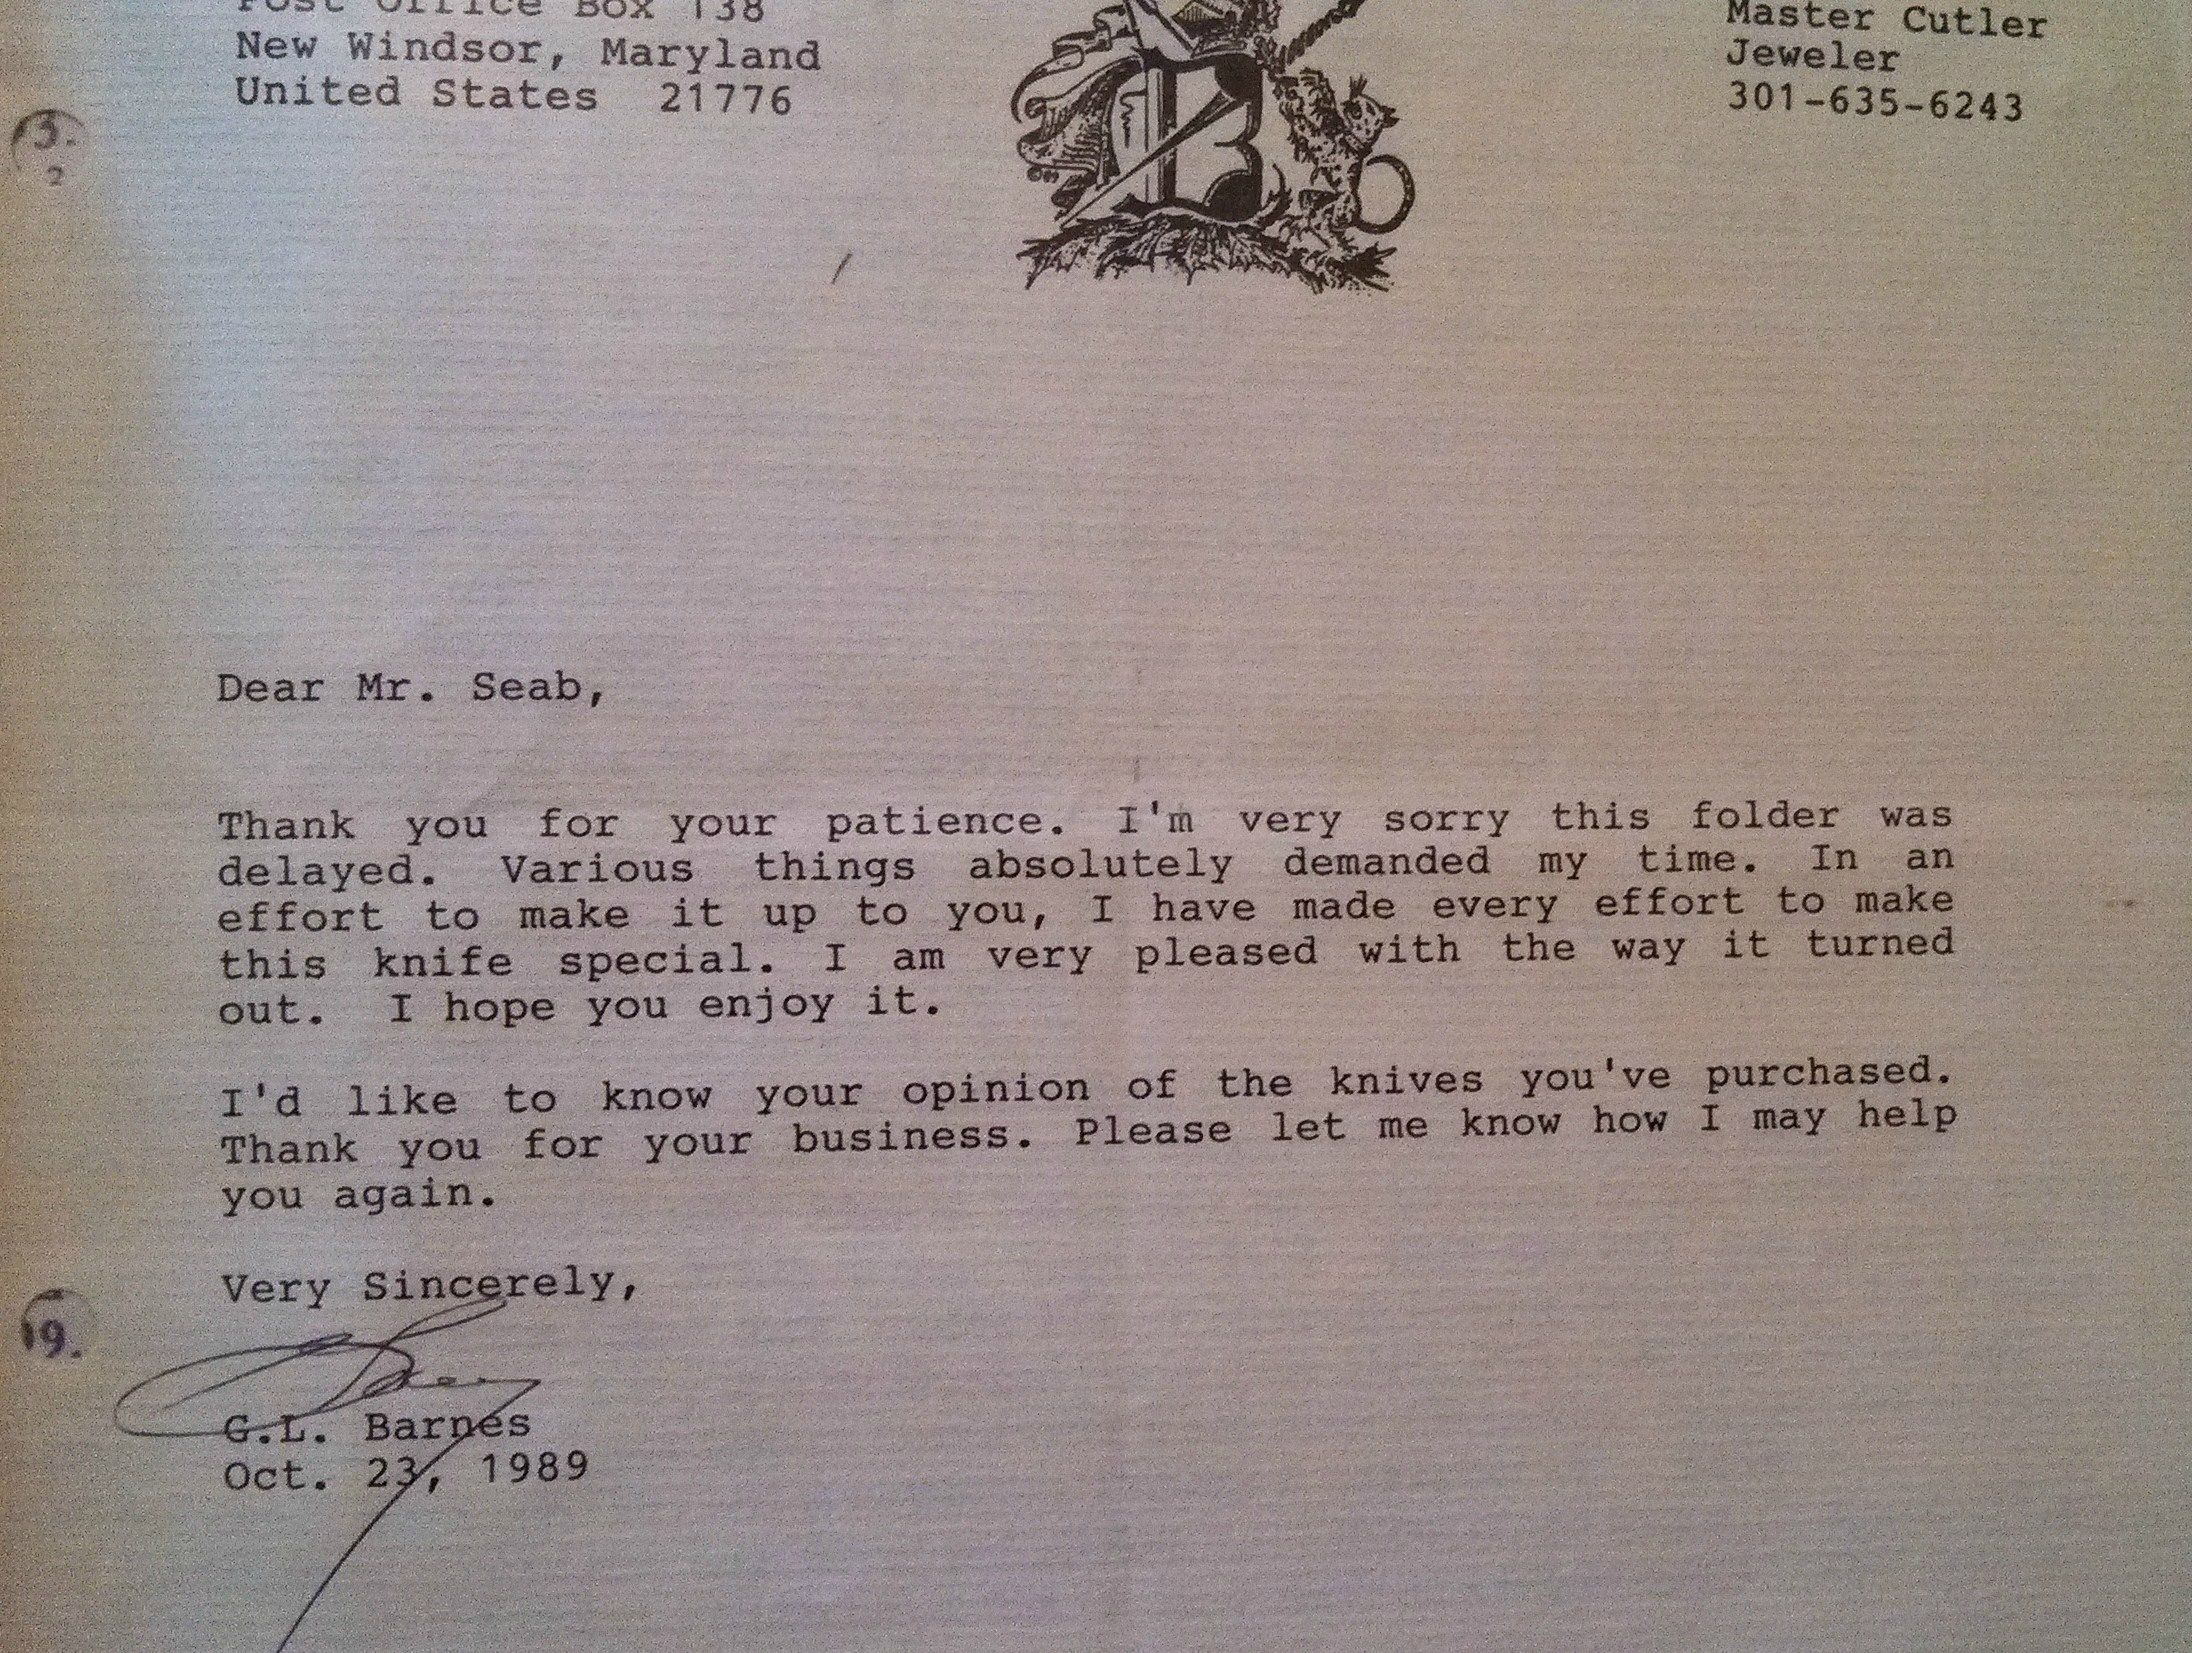 Post Office Box 138
New Windsor, Maryland
United States 21776
Master Cutler
Jeweler
301-635-6243
B
3.
2
Dear Mr. Seab,
Thank you for your patience. I'm very sorry this folder was
delayed. Various things absolutely demanded my time. In an
effort to make it up to you, I have made every effort to make
this knife special. I am very pleased with the way it turned
out. I hope you enjoy it.
I'd like to know your opinion of the knives you've purchased.
Thank you for your business. Please let me know how I may help
you again.
Very Sincerely,
19.
G.L. Barnes
Oct. 23, 1989